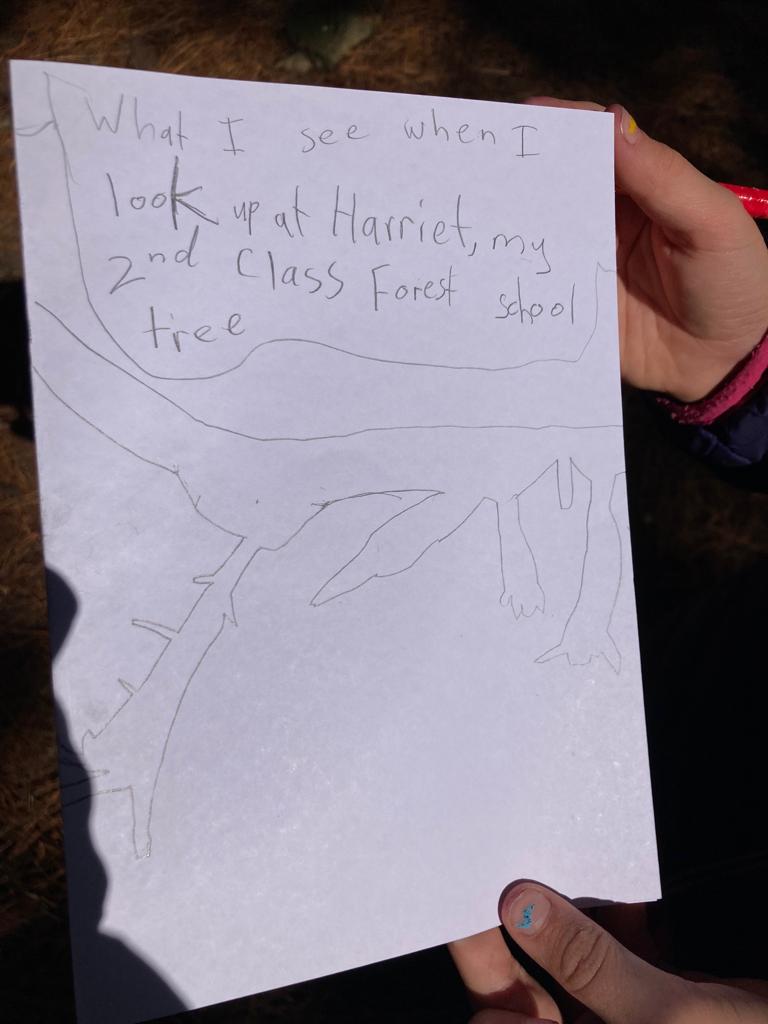 What I see when I
look up at Harriet, my
2nd Class Forest school
tree